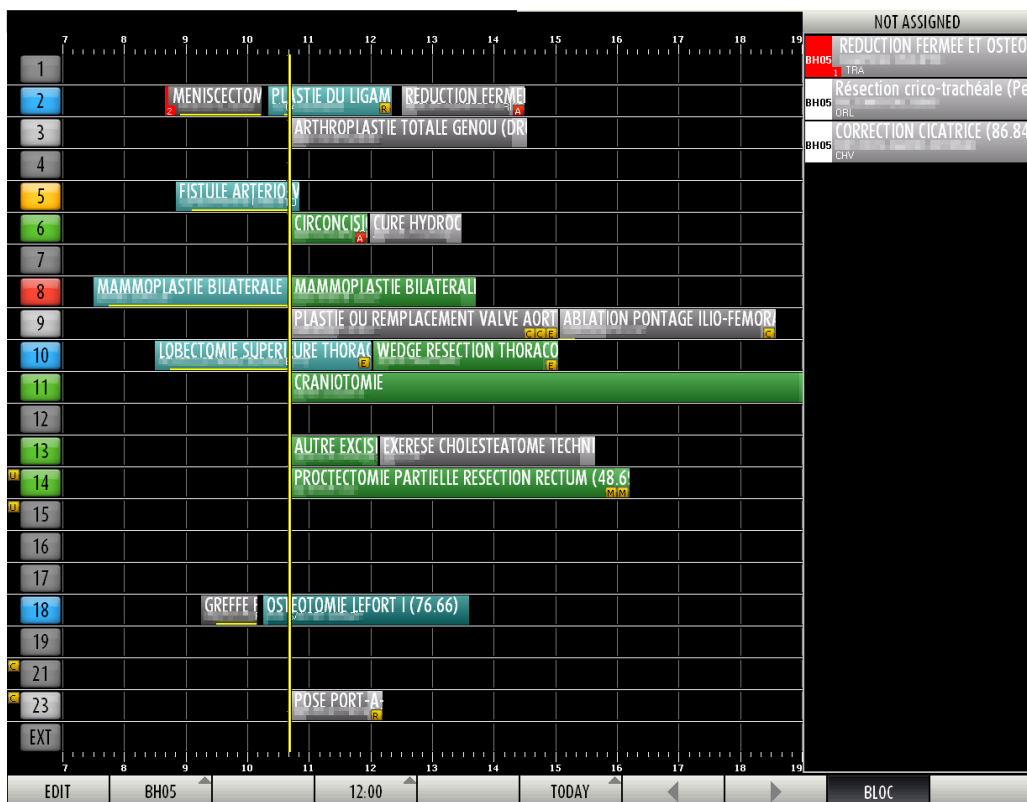 NOT ASSIGNED
7 8 9 10 11 12 13 14 15 16 17 18 19
BH05 REDUCTION FERMEE ET OSTEO
1 TRA
BH05 Résection crico-trachéale (Pe
ORL
BH05 CORRECTION CICATRICE (86.84
CHV
1
2 MENISCECTOM PLASTIE DU LIGAM REDUCTION FERMEE
2 R A
3 ARTHROPLASTIE TOTALE GENOU (DR
4
5 FISTULE ARTERIO V
6 CIRCONCISI CURE HYDROC
A
7
8 MAMMOPLASTIE BILATERALE MAMMOPLASTIE BILATERAL
9 PLASTIE OU REMPLACEMENT VALVE AORT ABLATION PONTAGE ILIO-FEMORA
C C E C
10 LOBECTOMIE SUPERI URE THORAC WEDGE RESECTION THORACO
E E
11 CRANIOTOMIE
12
13 AUTRE EXCISI EXERESE CHOLESTEATOME TECHNI
U 14 PROCTECTOMIE PARTIELLE RESECTION RECTUM (48.69
M M
U 15
16
17
18 GREFFE F OSTEOTOMIE LEFORT I (76.66)
19
C 21
C 23 POSE PORT-A-
R
EXT
7 8 9 10 11 12 13 14 15 16 17 18 19
EDIT BH05 12:00 TODAY BLOC